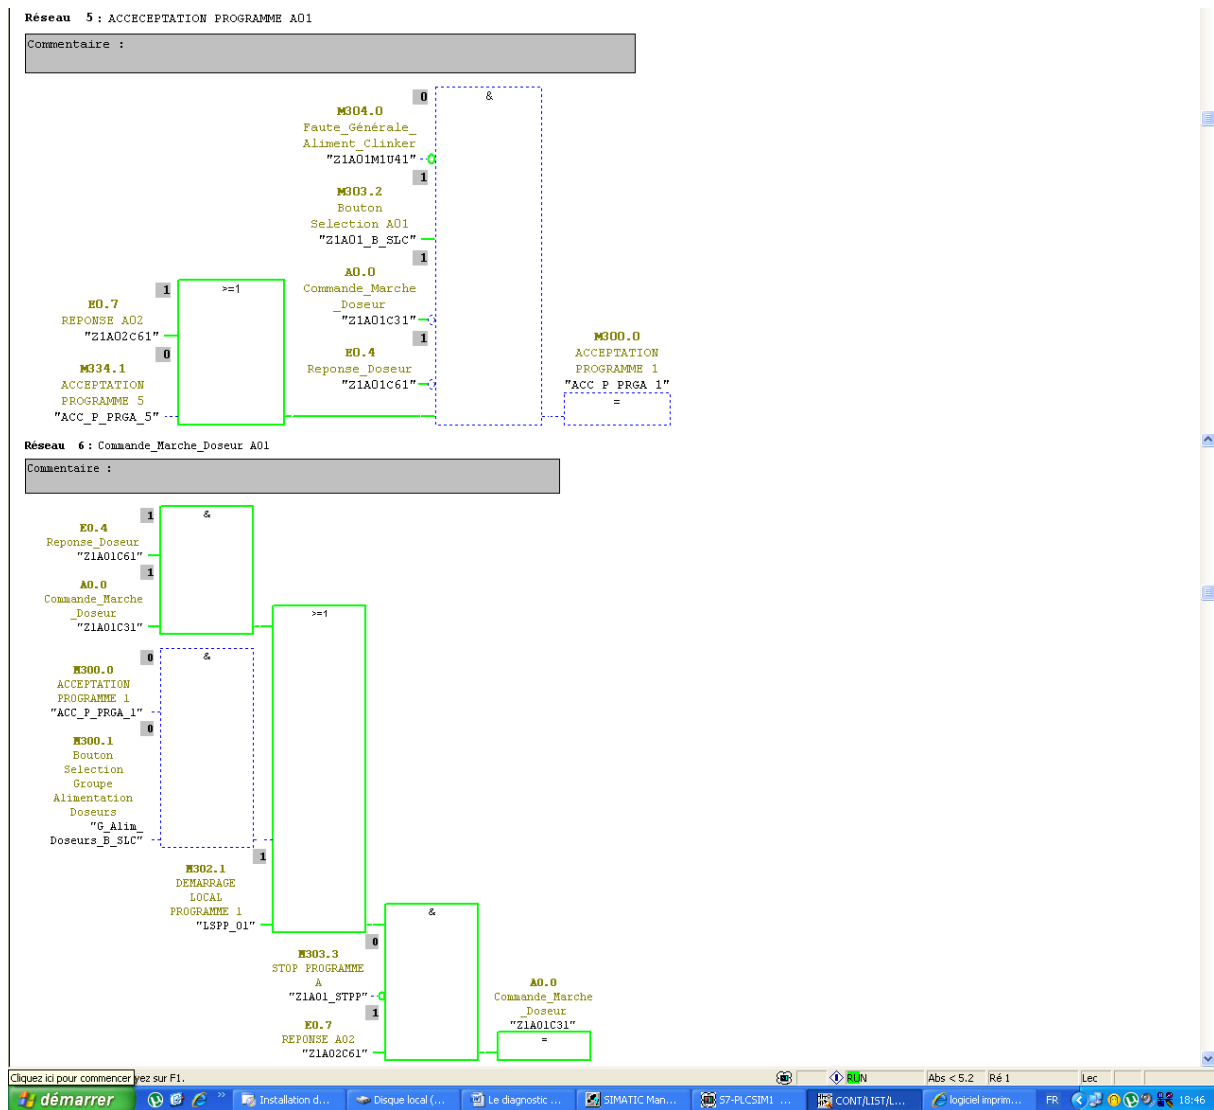 Réseau 5 : ACCECEPTATION PROGRAMME A01
Commentaire :
0
&
M304.0
Faute_Générale_
Aliment_Clinker
"Z1A01M1U41"
1
M303.2
Bouton
Selection A01
"Z1A01_B_SLC"
1
A0.0
Commande_Marche
_Doseur
"Z1A01C31"
1
E0.4
Reponse_Doseur
"Z1A01C61"
1
>=1
E0.7
REPONSE A02
"Z1A02C61"
0
M334.1
ACCEPTATION
PROGRAMME 5
"ACC_P_PRGA_5"
M300.0
ACCEPTATION
PROGRAMME 1
"ACC_P_PRGA_1"
=
Réseau 6 : Commande_Marche_Doseur A01
Commentaire :
1
&
E0.4
Reponse_Doseur
"Z1A01C61"
1
A0.0
Commande_Marche
_Doseur
"Z1A01C31"
>=1
0
&
M300.0
ACCEPTATION
PROGRAMME 1
"ACC_P_PRGA_1"
0
M300.1
Bouton
Selection
Groupe
Alimentation
Doseurs
"G_Alim_
Doseurs_B_SLC"
1
M302.1
DEMARRAGE
LOCAL
PROGRAMME 1
"LSPP_01"
&
0
M303.3
STOP PROGRAMME
A
"Z1A01_STPP"
1
E0.7
REPONSE A02
"Z1A02C61"
A0.0
Commande_Marche
_Doseur
"Z1A01C31"
=
Cliquez ici pour commencer yez sur F1.
RUN
Abs < 5.2 Ré 1
Lec
démarrer
»
Installation d...
Disque local (...
Le diagnostic ...
SIMATIC Man...
S7-PLCSIM1 ...
CONT/LIST/L...
logiciel imprim...
FR
18:46